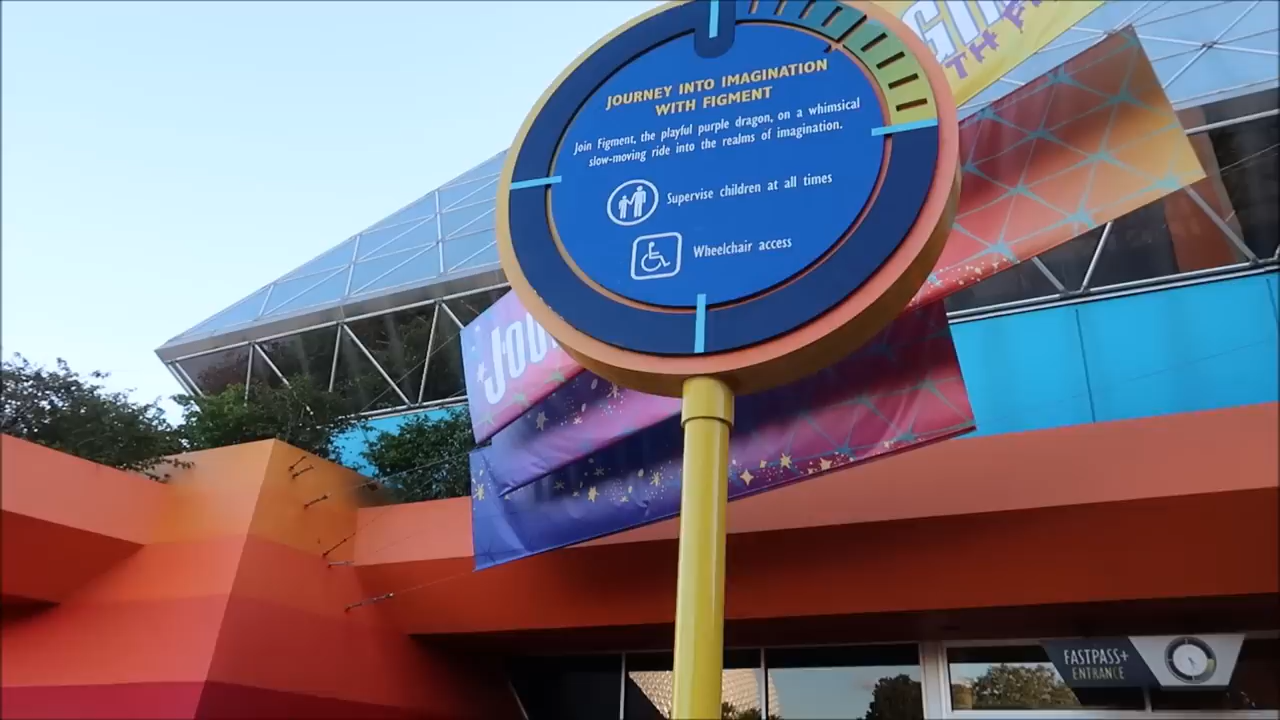 JOURNEY INTO IMAGINATION
WITH FIGMENT
Join Figment, the playful purple dragon, on a whimsical
slow-moving ride into the realms of imagination.
Supervise children at all times
Wheelchair access
FASTPASS+
ENTRANCE